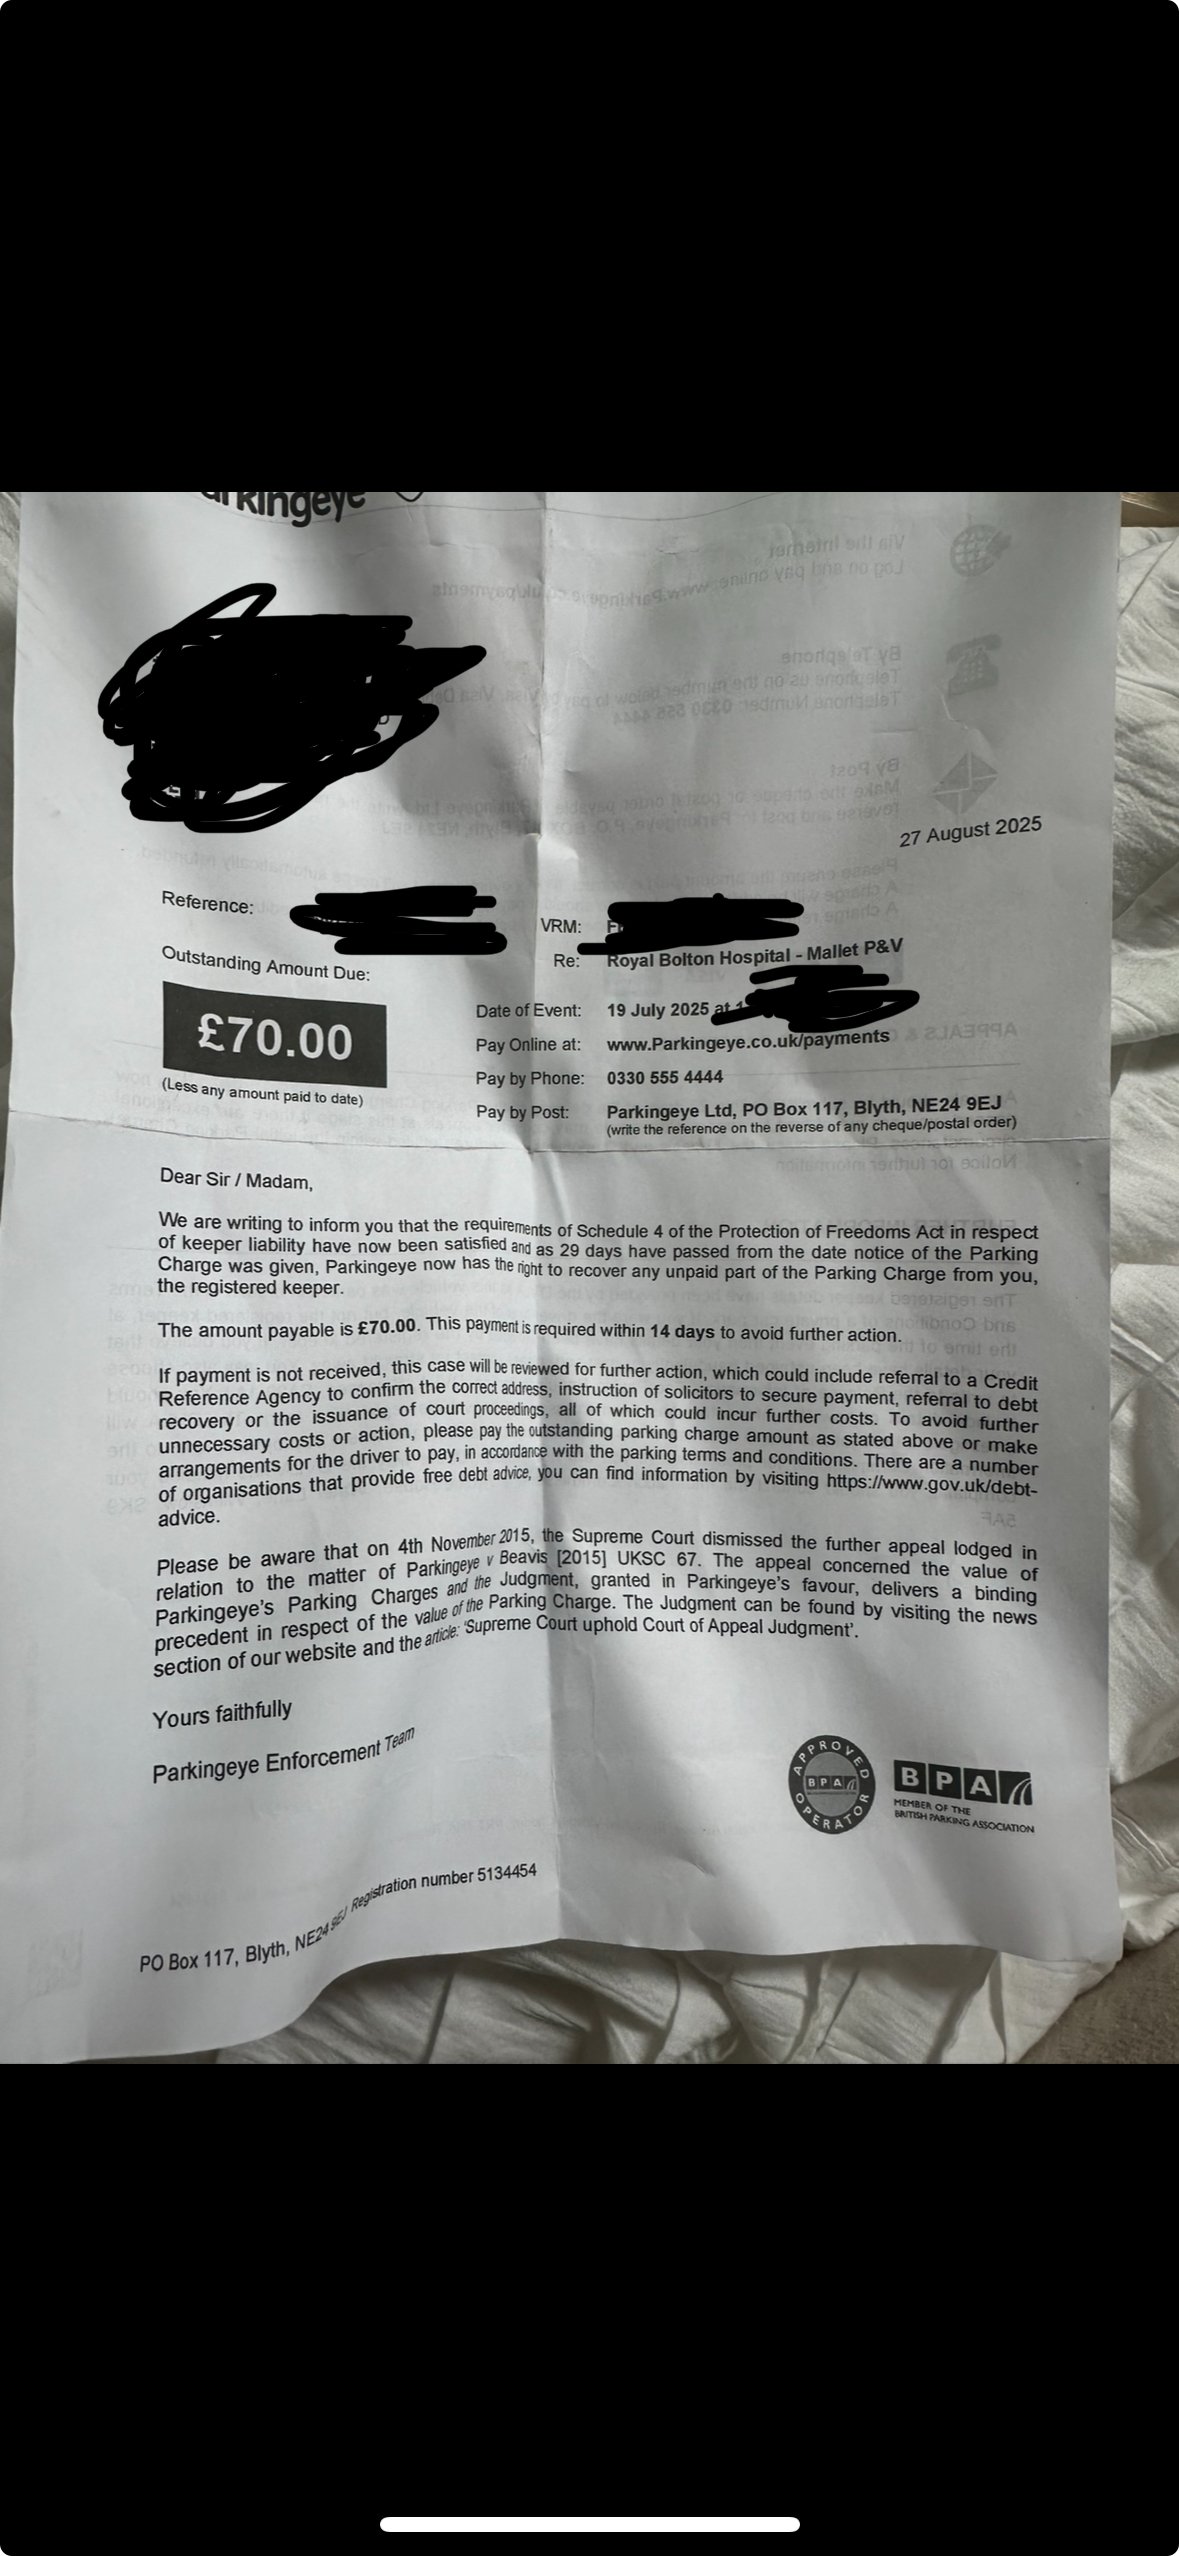 arkingeye
27 August 2025
Reference:
VRM:
Re: Royal Bolton Hospital - Mallet P&V
Outstanding Amount Due:
£70.00
(Less any amount paid to date)
Date of Event: 19 July 2025 at
Pay Online at: www.Parkingeye.co.uk/payments
Pay by Phone: 0330 555 4444
Pay by Post: Parkingeye Ltd, PO Box 117, Blyth, NE24 9EJ
(write the reference on the reverse of any cheque/postal order)
Dear Sir / Madam,
We are writing to inform you that the requirements of Schedule 4 of the Protection of Freedoms Act in respect
of keeper liability have now been satisfied and as 29 days have passed from the date notice of the Parking
Charge was given, Parkingeye now has the right to recover any unpaid part of the Parking Charge from you,
the registered keeper.
The amount payable is £70.00. This payment is required within 14 days to avoid further action.
If payment is not received, this case will be reviewed for further action, which could include referral to a Credit
Reference Agency to confirm the correct address, instruction of solicitors to secure payment, referral to debt
recovery or the issuance of court proceedings, all of which could incur further costs. To avoid further
unnecessary costs or action, please pay the outstanding parking charge amount as stated above or make
arrangements for the driver to pay, in accordance with the parking terms and conditions. There are a number
of organisations that provide free debt advice, you can find information by visiting https://www.gov.uk/debt-
advice.
Please be aware that on 4th November 2015, the Supreme Court dismissed the further appeal lodged in
relation to the matter of Parkingeye v Beavis [2015] UKSC 67. The appeal concerned the value of
Parkingeye's Parking Charges and the Judgment, granted in Parkingeye's favour, delivers a binding
precedent in respect of the value of the Parking Charge. The Judgment can be found by visiting the news
section of our website and the article: 'Supreme Court uphold Court of Appeal Judgment'.
Yours faithfully
Parkingeye Enforcement Team
APPROVED OPERATOR
BPA
BPA
MEMBER OF THE
BRITISH PARKING ASSOCIATION
PO Box 117, Blyth, NE24 9EJ Registration number 5134454